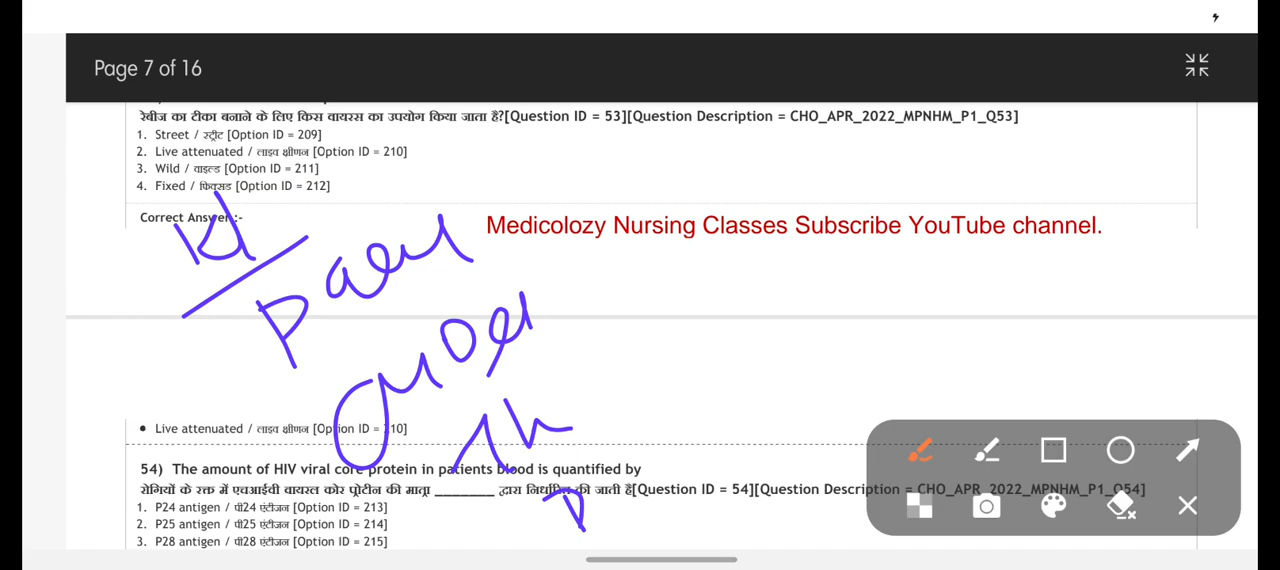 Page 7 of 16
रेबीज का टीका बनाने के लिए किस वायरस का उपयोग किया जाता है?[Question ID = 53][Question Description = CHO_APR_2022_MPNHM_P1_Q53]
1. Street / स्ट्रीट [Option ID = 209]
2. Live attenuated / लाइव क्षीणन [Option ID = 210]
3. Wild / वाइल्ड [Option ID = 211]
4. Fixed / फिक्सड [Option ID = 212]
Correct Answer :-
Medicolozy Nursing Classes Subscribe YouTube channel.
• Live attenuated / लाइव क्षीणन [Option ID = 210]
54) The amount of HIV viral core protein in patients blood is quantified by
रोगियों के रक्त में एचआईवी वायरल कोर प्रोटीन की मात्रा _______ द्वारा निर्धारित की जाती है[Question ID = 54][Question Description = CHO_APR_2022_MPNHM_P1_Q54]
1. P24 antigen / पी24 एंटीजन [Option ID = 213]
2. P25 antigen / पी25 एंटीजन [Option ID = 214]
3. P28 antigen / पी28 एंटीजन [Option ID = 215]